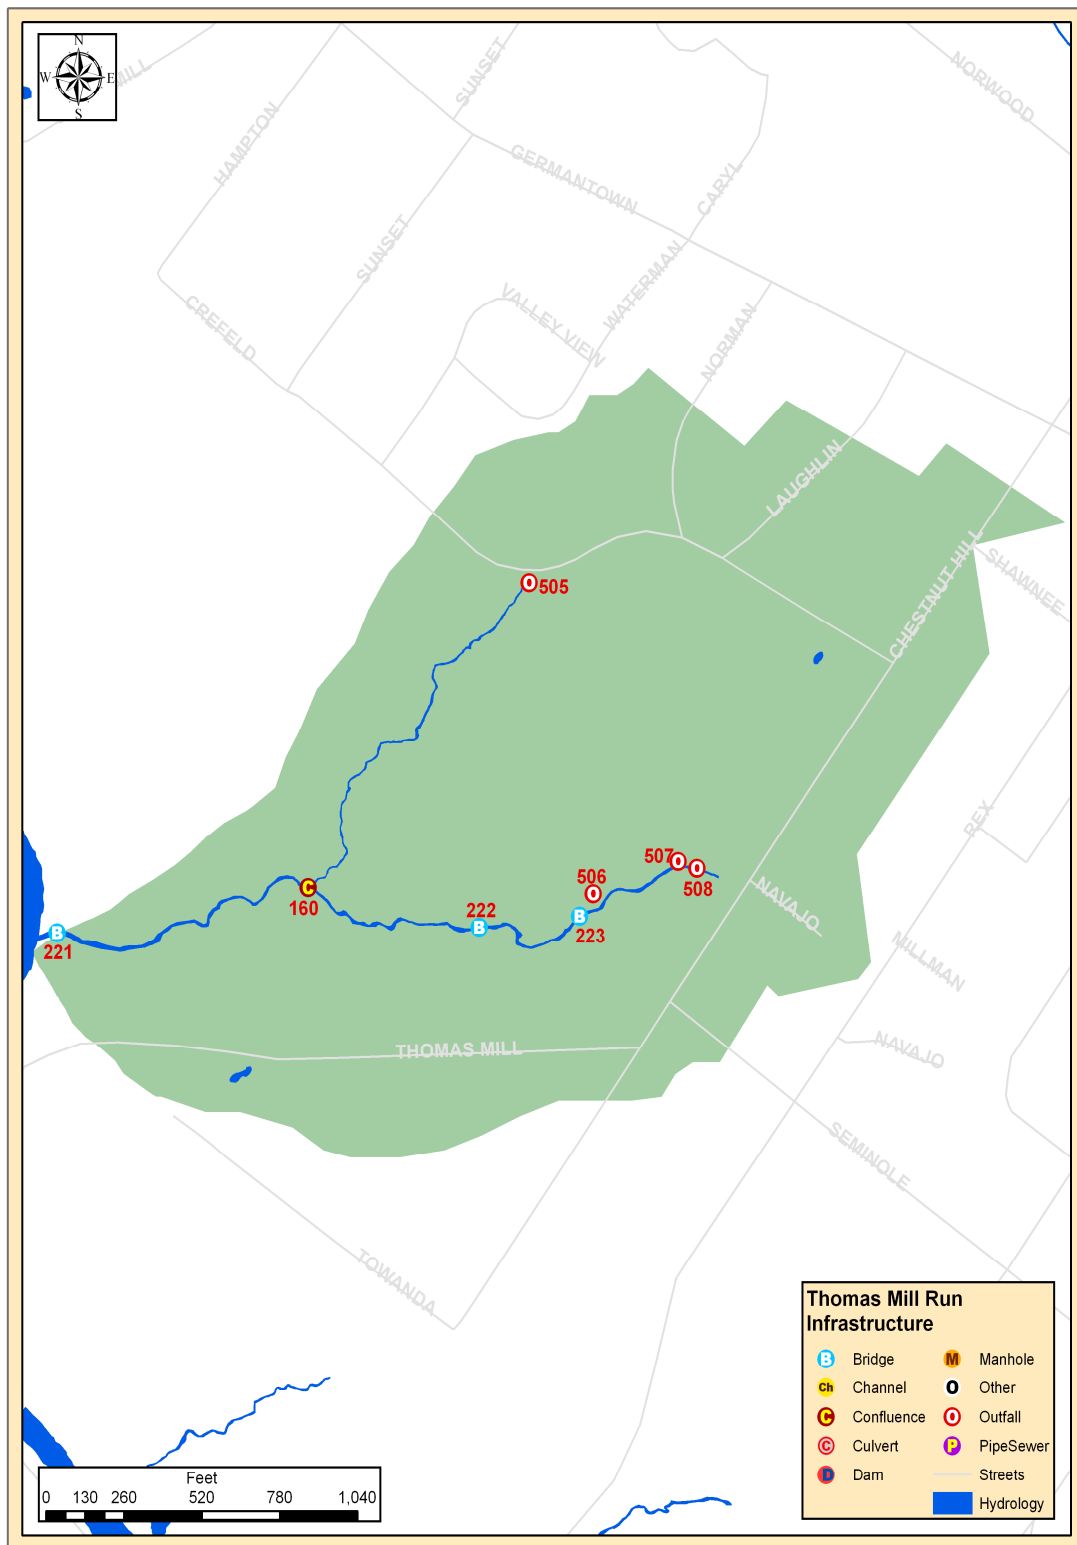 N
W E
S
MILL
SUNSET
NORWOOD
HAMPTON
GERMANTOWN
CARYL
SUNSET
WATERMAN
VALLEY VIEW
CREFELD
NORMAN
LAUGHLIN
CHESTNUT HILL
SHAWNEE
O 505
REX
507 O
O
508
506
O
C
160
NAVAJO
222
B
B
223
B
221
MILLMAN
NAVAJO
THOMAS MILL
SEMINOLE
TOWANDA
Thomas Mill Run
Infrastructure
B Bridge
M Manhole
Ch Channel
O Other
C Confluence
O Outfall
C Culvert
P PipeSewer
D Dam
Streets
Hydrology
Feet
0 130 260 520 780 1,040